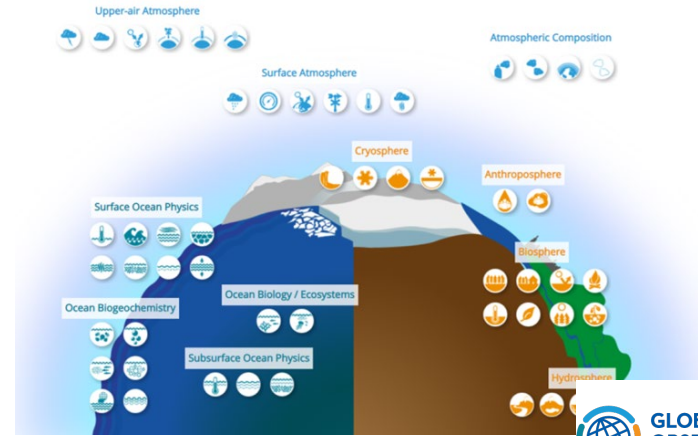 Upper-air Atmosphere
Atmospheric Composition
Surface Atmosphere
Cryosphere
Anthroposphere
Surface Ocean Physics
Biosphere
Ocean Biology / Ecosystems
Ocean Biogeochemistry
Subsurface Ocean Physics
Hydrosphere